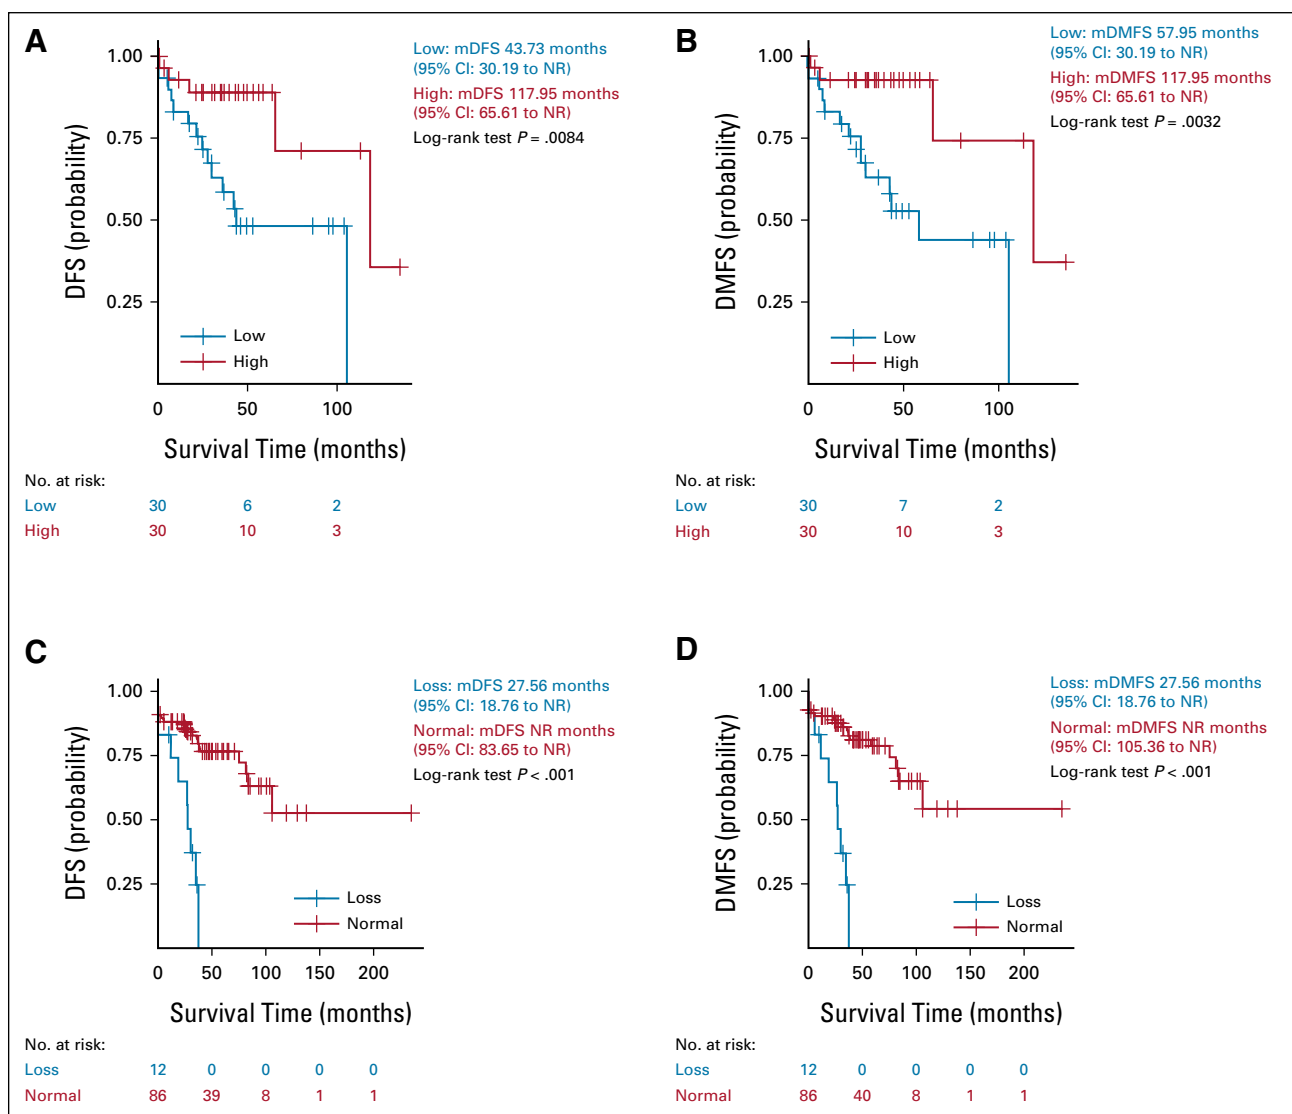 A
Low: mDFS 43.73 months
(95% CI: 30.19 to NR)
High: mDFS 117.95 months
(95% CI: 65.61 to NR)
Log-rank test P = .0084
DFS (probability)
1.00
0.75
0.50
0.25
Low
High
0 50 100
Survival Time (months)
No. at risk:
Low 30 6 2
High 30 10 3
B
Low: mDMFS 57.95 months
(95% CI: 30.19 to NR)
High: mDMFS 117.95 months
(95% CI: 65.61 to NR)
Log-rank test P = .0032
DMFS (probability)
1.00
0.75
0.50
0.25
Low
High
0 50 100
Survival Time (months)
No. at risk:
Low 30 7 2
High 30 10 3
C
Loss: mDFS 27.56 months
(95% CI: 18.76 to NR)
Normal: mDFS NR months
(95% CI: 83.65 to NR)
Log-rank test P < .001
DFS (probability)
1.00
0.75
0.50
0.25
Loss
Normal
0 50 100 150 200
Survival Time (months)
No. at risk:
Loss 12 0 0 0 0
Normal 86 39 8 1 1
D
Loss: mDMFS 27.56 months
(95% CI: 18.76 to NR)
Normal: mDMFS NR months
(95% CI: 105.36 to NR)
Log-rank test P < .001
DMFS (probability)
1.00
0.75
0.50
0.25
Loss
Normal
0 50 100 150 200
Survival Time (months)
No. at risk:
Loss 12 0 0 0 0
Normal 86 40 8 1 1